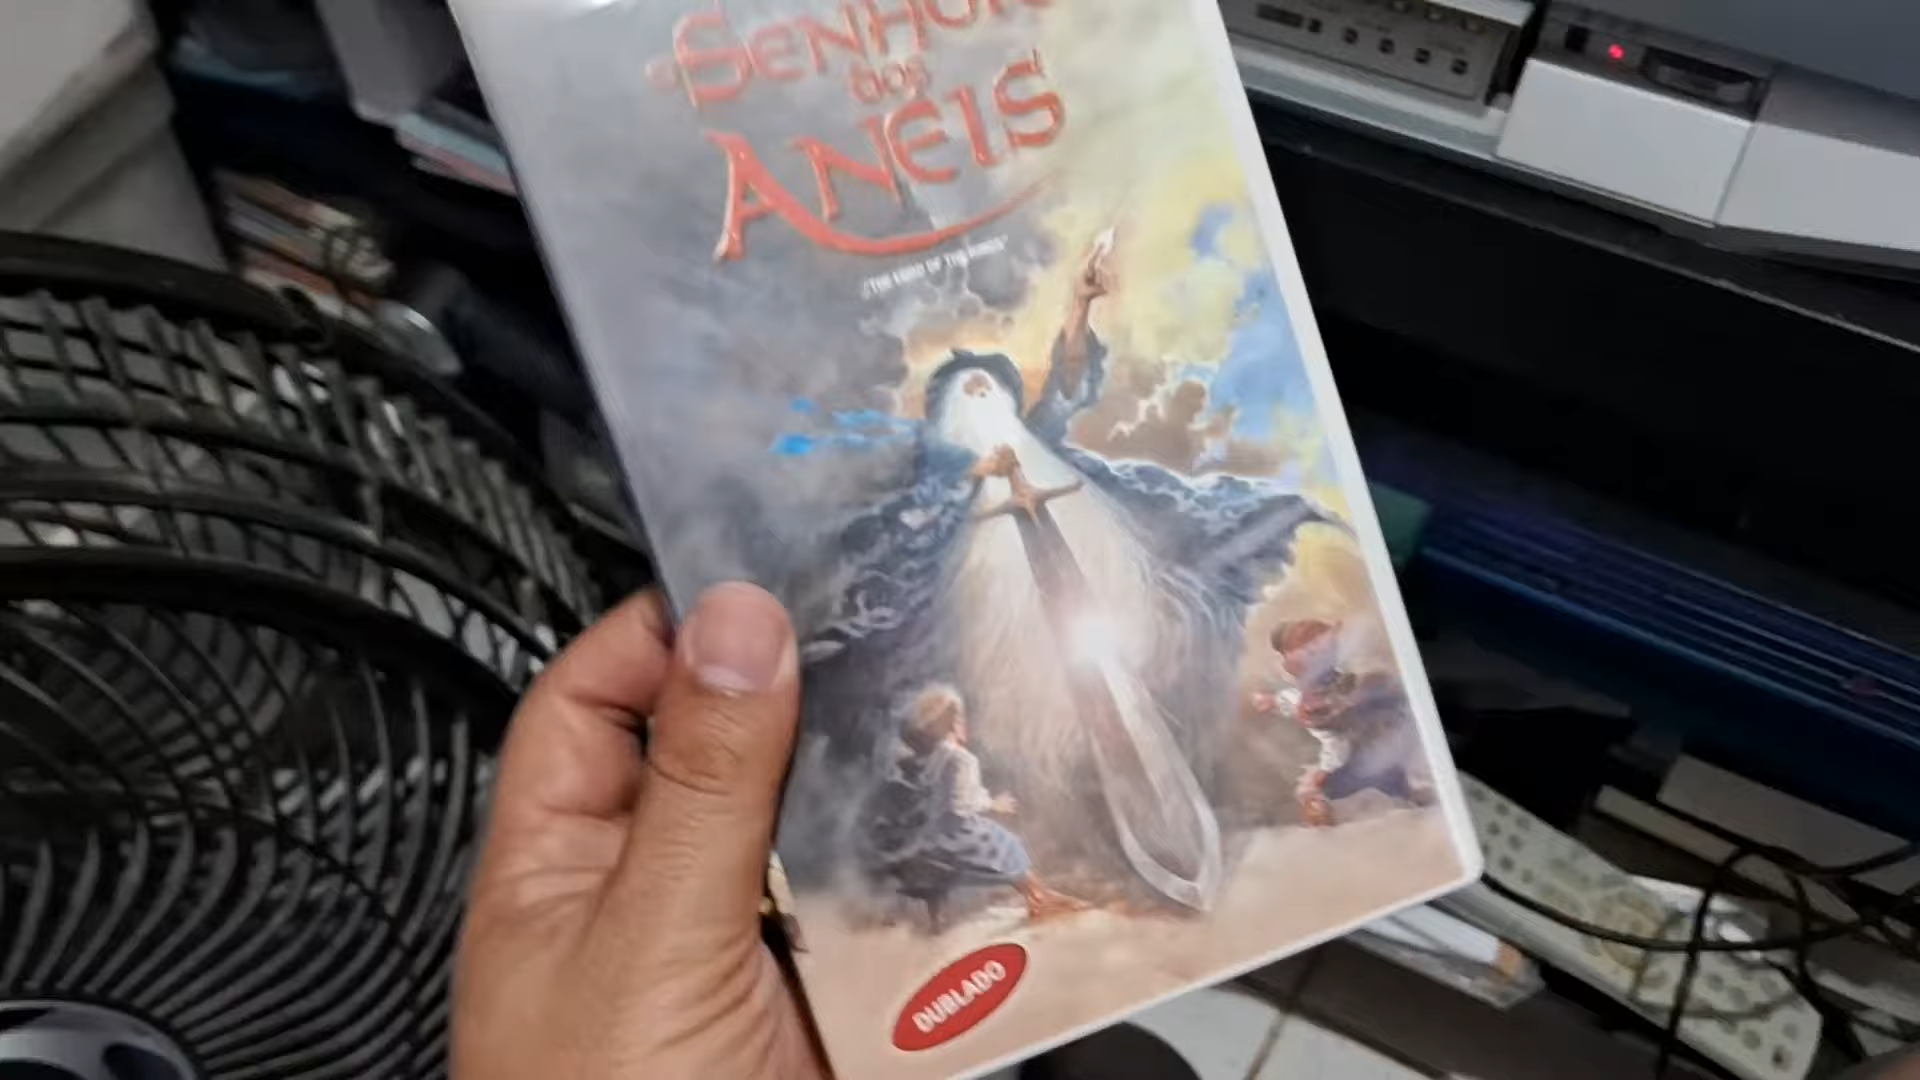 O SENHOR
dos
ANÉIS
"THE LORD OF THE RINGS"
DUBLADO